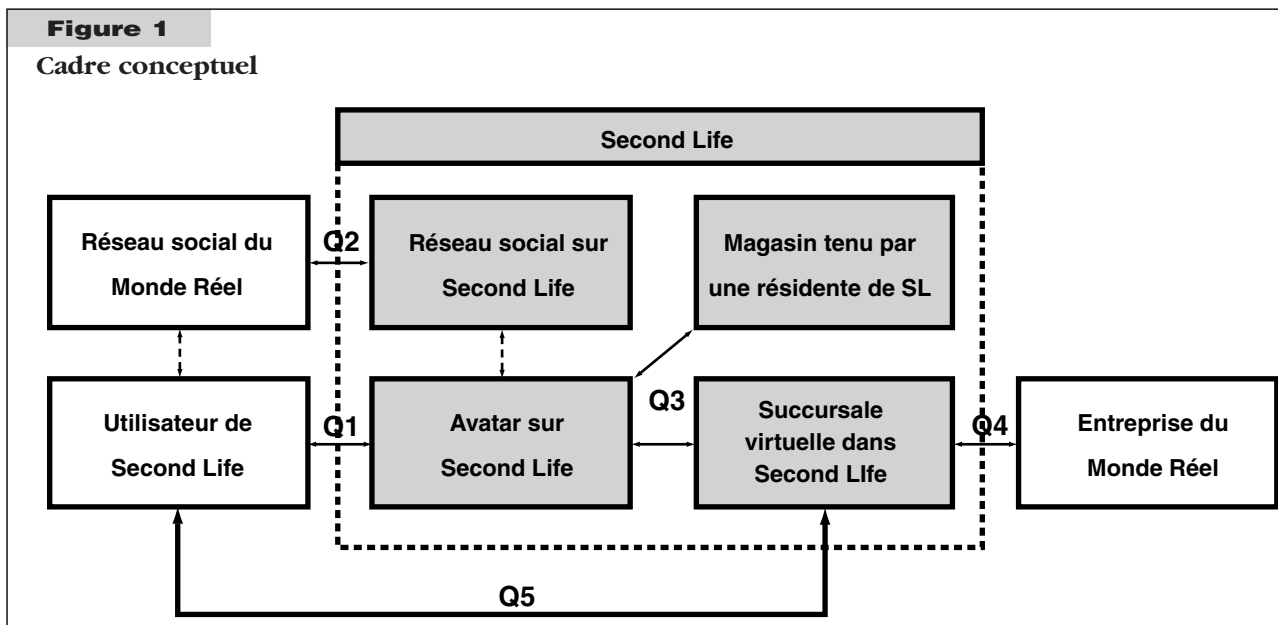 Figure 1
Cadre conceptuel
Second Life
Réseau social du
Monde Réel
Q2
Réseau social sur
Second Life
Magasin tenu par
une résidente de SL
Utilisateur de
Second Life
Q1
Avatar sur
Second Life
Q3
Succursale
virtuelle dans
Second LIfe
Q4
Entreprise du
Monde Réel
Q5